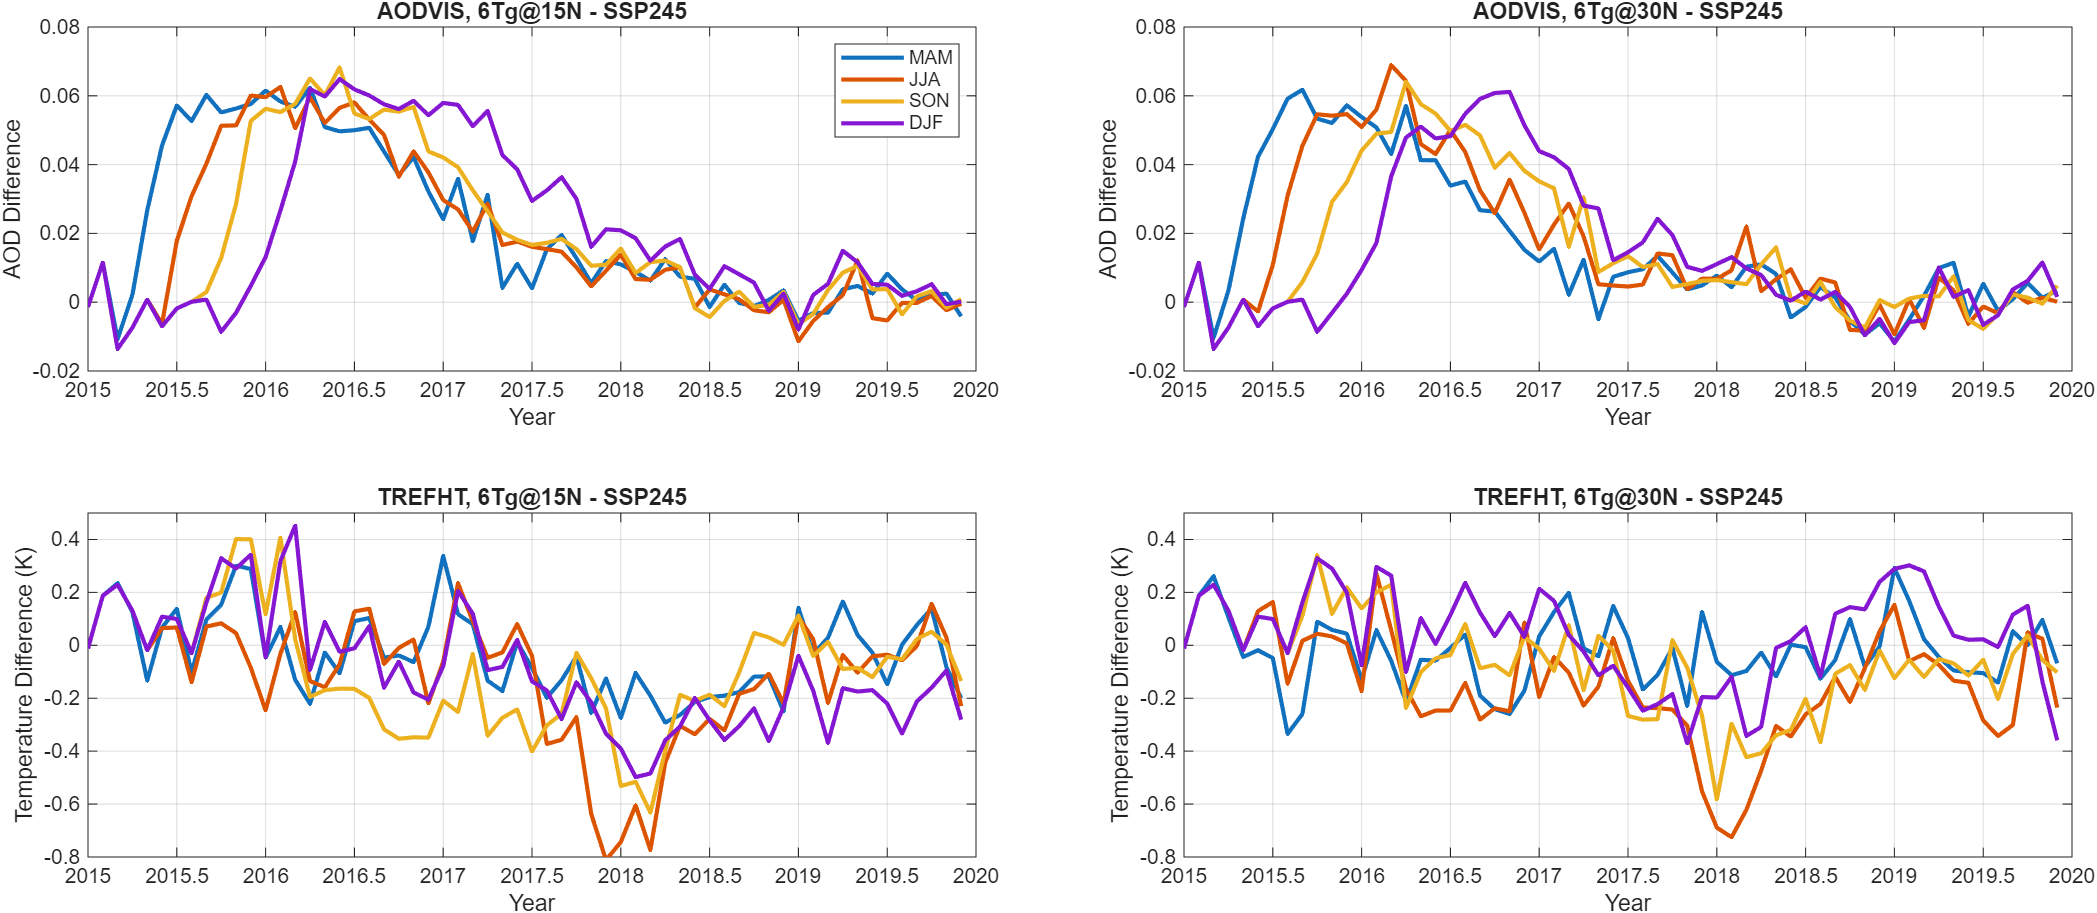 AODVIS, 6Tg@15N - SSP245
0.08
0.06
0.04
0.02
0
-0.02
AOD Difference
2015 2015.5 2016 2016.5 2017 2017.5 2018 2018.5 2019 2019.5 2020
Year
MAM
JJA
SON
DJF
AODVIS, 6Tg@30N - SSP245
0.08
0.06
0.04
0.02
0
-0.02
AOD Difference
2015 2015.5 2016 2016.5 2017 2017.5 2018 2018.5 2019 2019.5 2020
Year
TREFHT, 6Tg@15N - SSP245
0.4
0.2
0
-0.2
-0.4
-0.6
-0.8
Temperature Difference (K)
2015 2015.5 2016 2016.5 2017 2017.5 2018 2018.5 2019 2019.5 2020
Year
TREFHT, 6Tg@30N - SSP245
0.4
0.2
0
-0.2
-0.4
-0.6
-0.8
Temperature Difference (K)
2015 2015.5 2016 2016.5 2017 2017.5 2018 2018.5 2019 2019.5 2020
Year